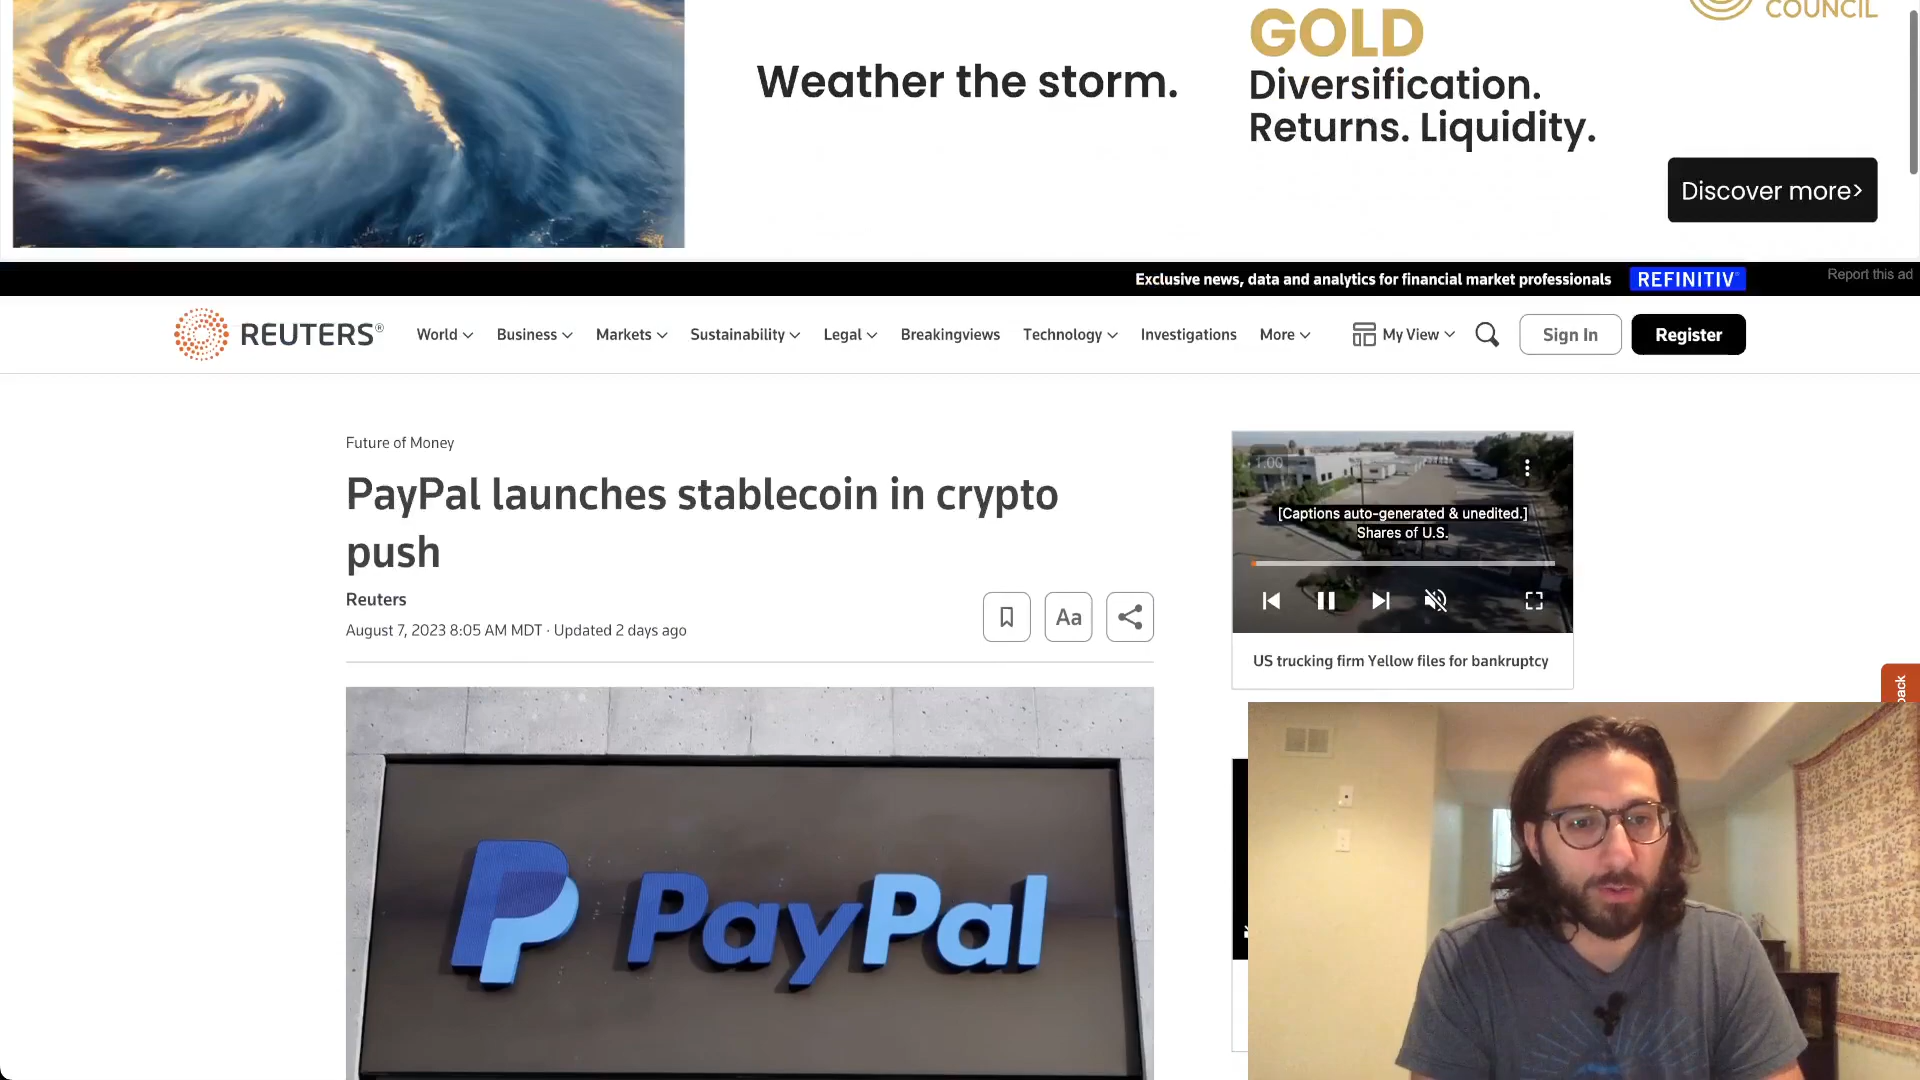 COUNCIL
GOLD
Weather the storm.
Diversification.
Returns. Liquidity.
Discover more>
Exclusive news, data and analytics for financial market professionals
REFINITIV
Report this ad
REUTERS®
World
Business
Markets
Sustainability
Legal
Breakingviews
Technology
Investigations
More
My View
Sign In
Register
Future of Money
PayPal launches stablecoin in crypto
push
Reuters
August 7, 2023 8:05 AM MDT · Updated 2 days ago
Aa
1.00
[Captions auto-generated & unedited.]
Shares of U.S.
US trucking firm Yellow files for bankruptcy
PayPal